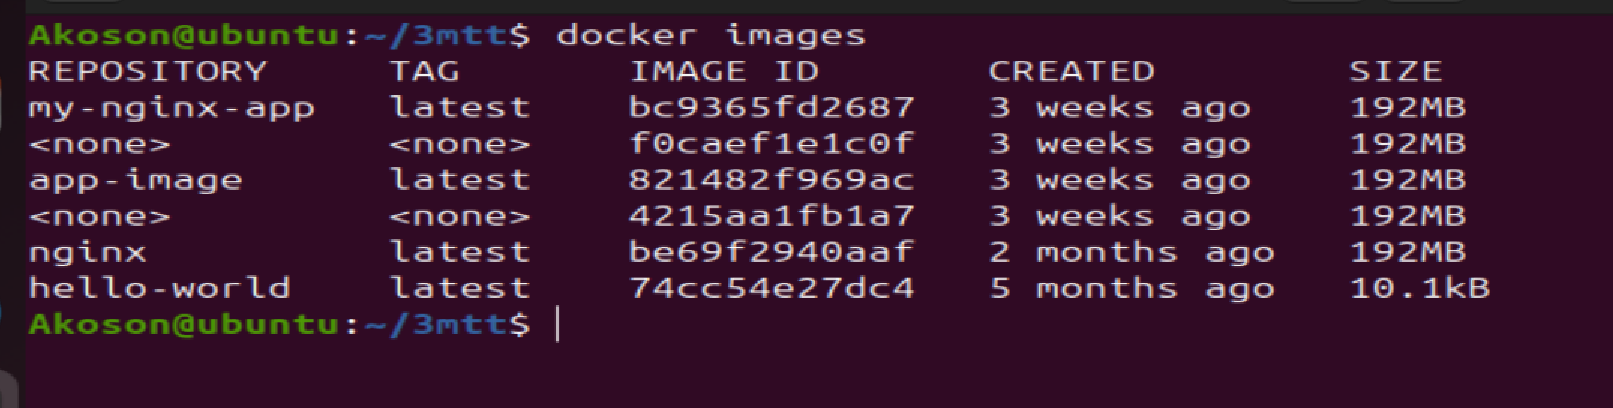 Akoson@ubuntu:~/3mtt$ docker images
REPOSITORY TAG IMAGE ID CREATED SIZE
my-nginx-app latest bc9365fd2687 3 weeks ago 192MB
<none> <none> f0caef1e1c0f 3 weeks ago 192MB
app-image latest 821482f969ac 3 weeks ago 192MB
<none> <none> 4215aa1fb1a7 3 weeks ago 192MB
nginx latest be69f2940aaf 2 months ago 192MB
hello-world latest 74cc54e27dc4 5 months ago 10.1kB
Akoson@ubuntu:~/3mtt$